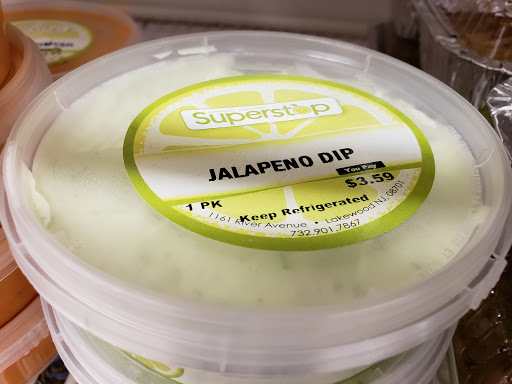 Superstop
JALAPENO DIP
You Pay
$3.59
1 PK
Keep Refrigerated
1161 River Avenue • Lakewood NJ, 08701
732.901.7867